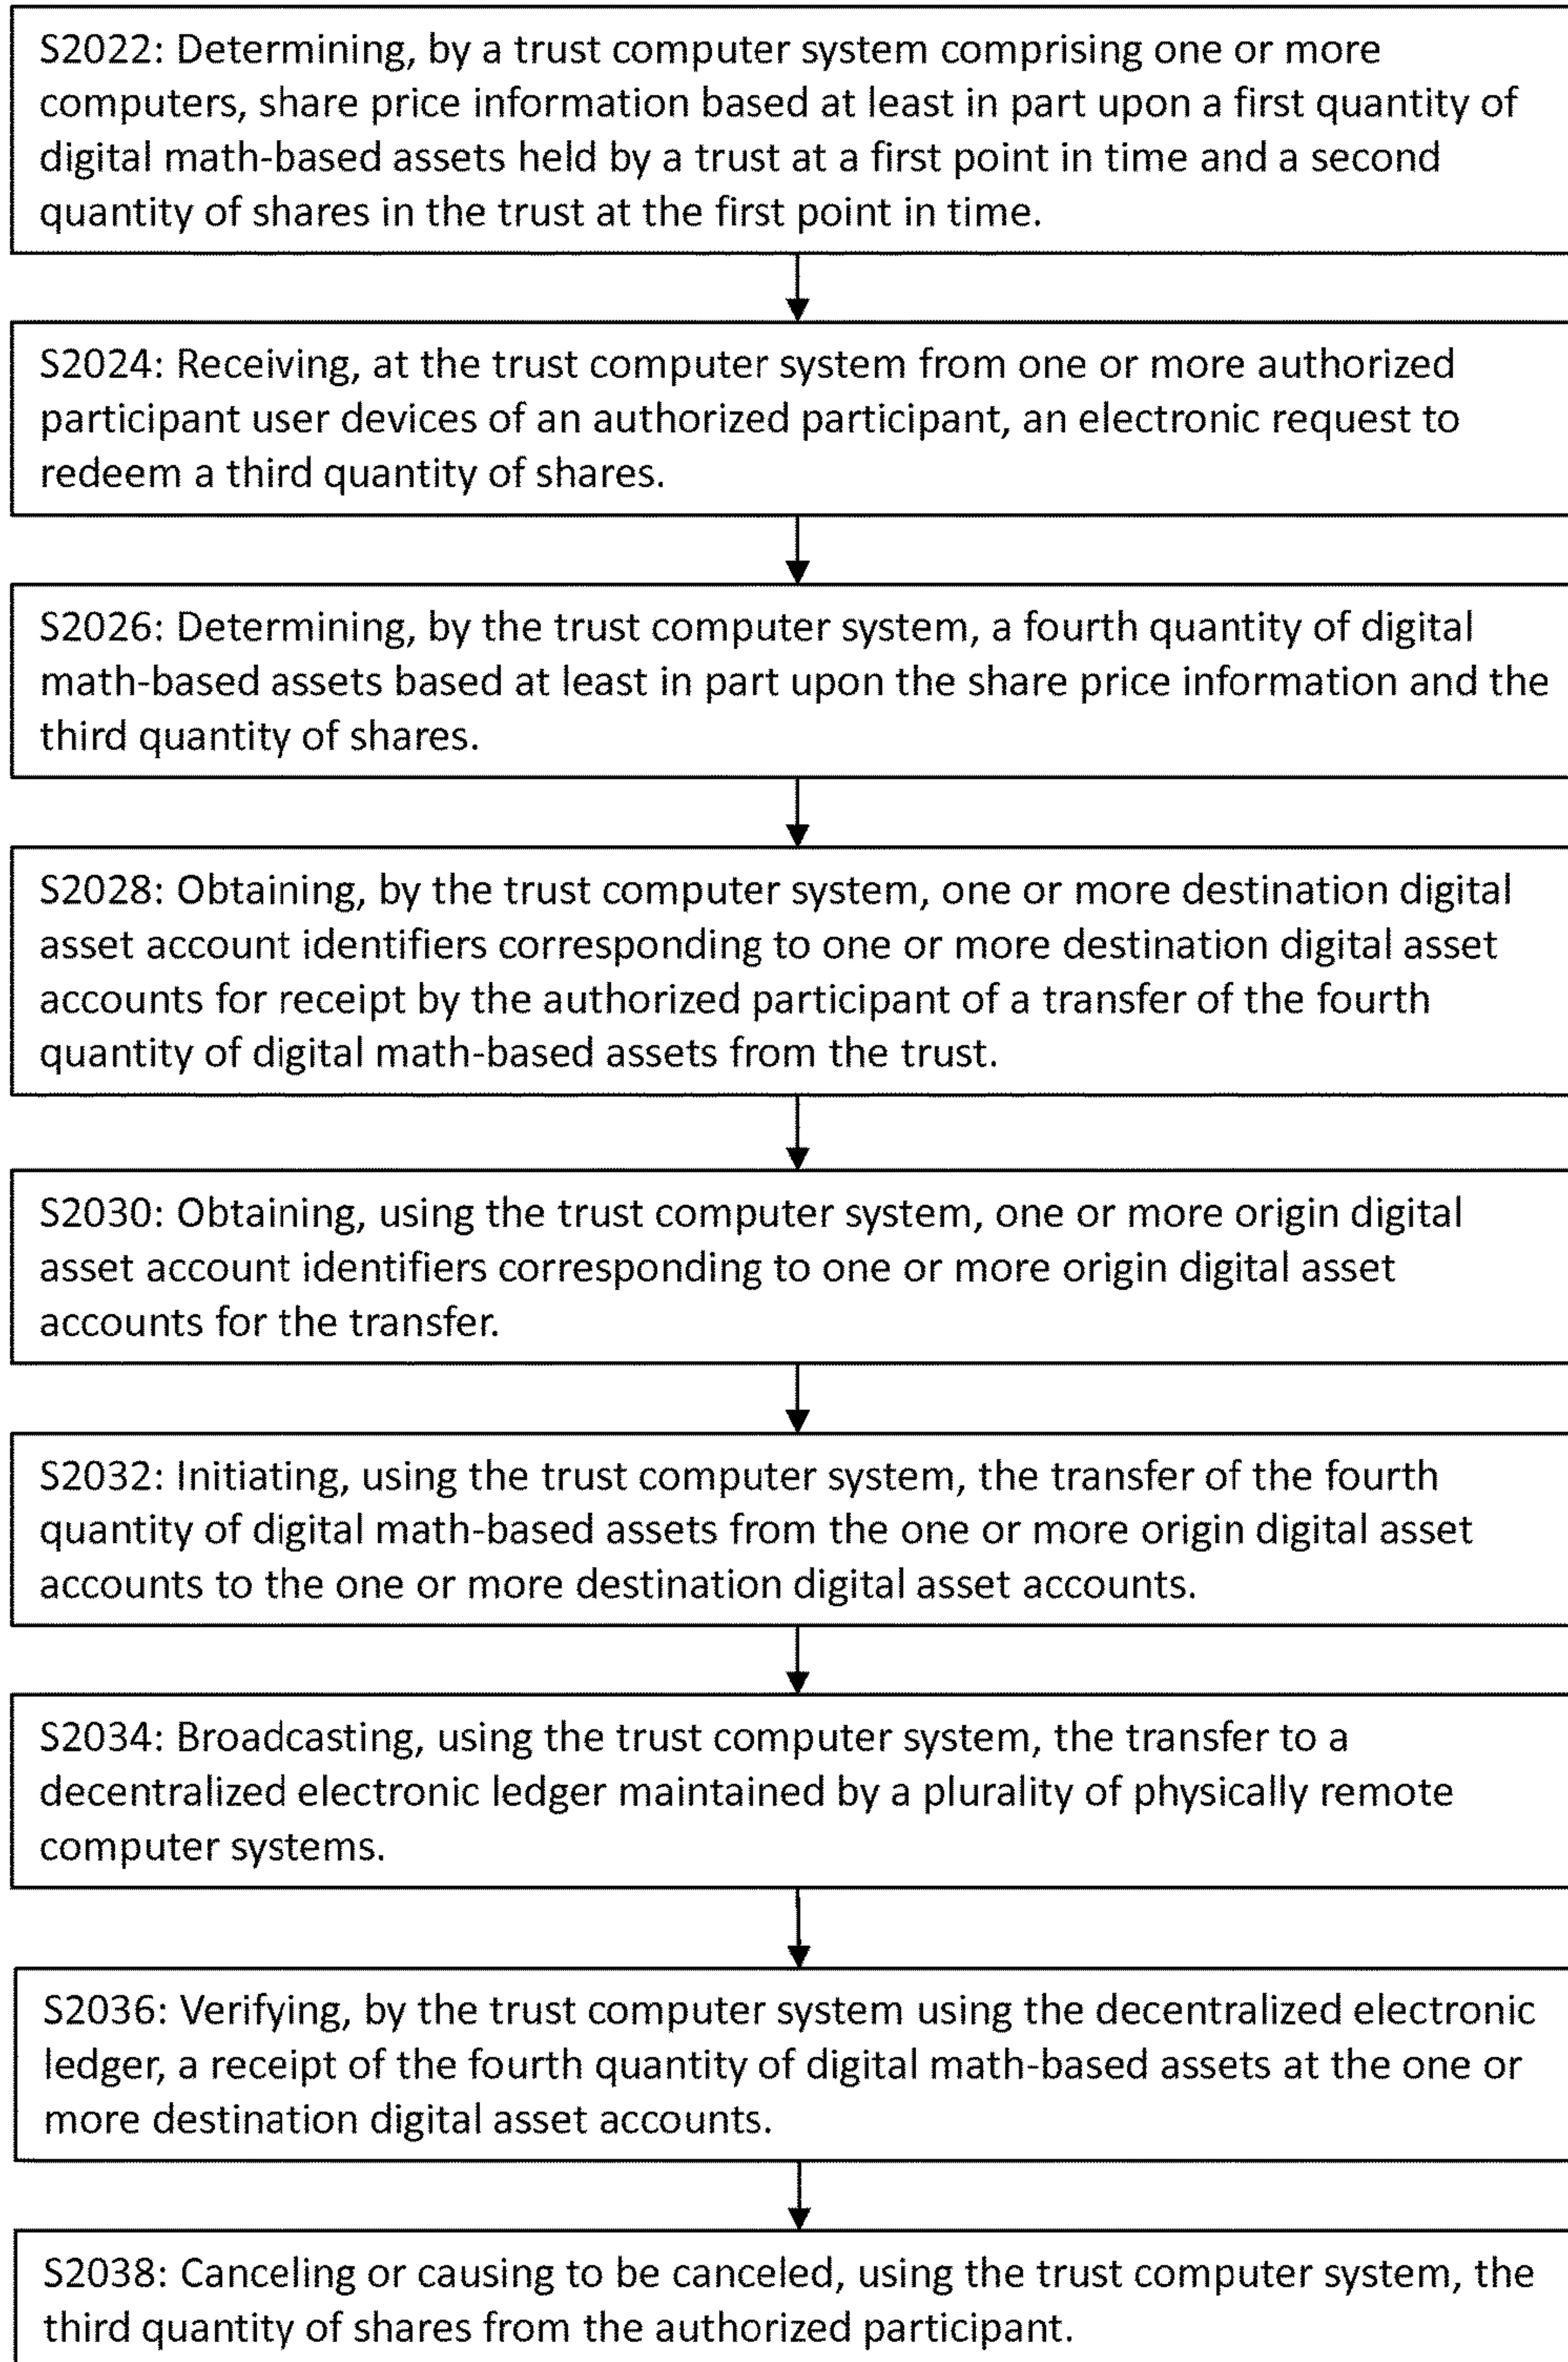 S2022: Determining, by a trust computer system comprising one or more
computers, share price information based at least in part upon a first quantity of
digital math-based assets held by a trust at a first point in time and a second
quantity of shares in the trust at the first point in time.
S2024: Receiving, at the trust computer system from one or more authorized
participant user devices of an authorized participant, an electronic request to
redeem a third quantity of shares.
S2026: Determining, by the trust computer system, a fourth quantity of digital
math-based assets based at least in part upon the share price information and the
third quantity of shares.
S2028: Obtaining, by the trust computer system, one or more destination digital
asset account identifiers corresponding to one or more destination digital asset
accounts for receipt by the authorized participant of a transfer of the fourth
quantity of digital math-based assets from the trust.
S2030: Obtaining, using the trust computer system, one or more origin digital
asset account identifiers corresponding to one or more origin digital asset
accounts for the transfer.
S2032: Initiating, using the trust computer system, the transfer of the fourth
quantity of digital math-based assets from the one or more origin digital asset
accounts to the one or more destination digital asset accounts.
S2034: Broadcasting, using the trust computer system, the transfer to a
decentralized electronic ledger maintained by a plurality of physically remote
computer systems.
S2036: Verifying, by the trust computer system using the decentralized electronic
ledger, a receipt of the fourth quantity of digital math-based assets at the one or
more destination digital asset accounts.
S2038: Canceling or causing to be canceled, using the trust computer system, the
third quantity of shares from the authorized participant.